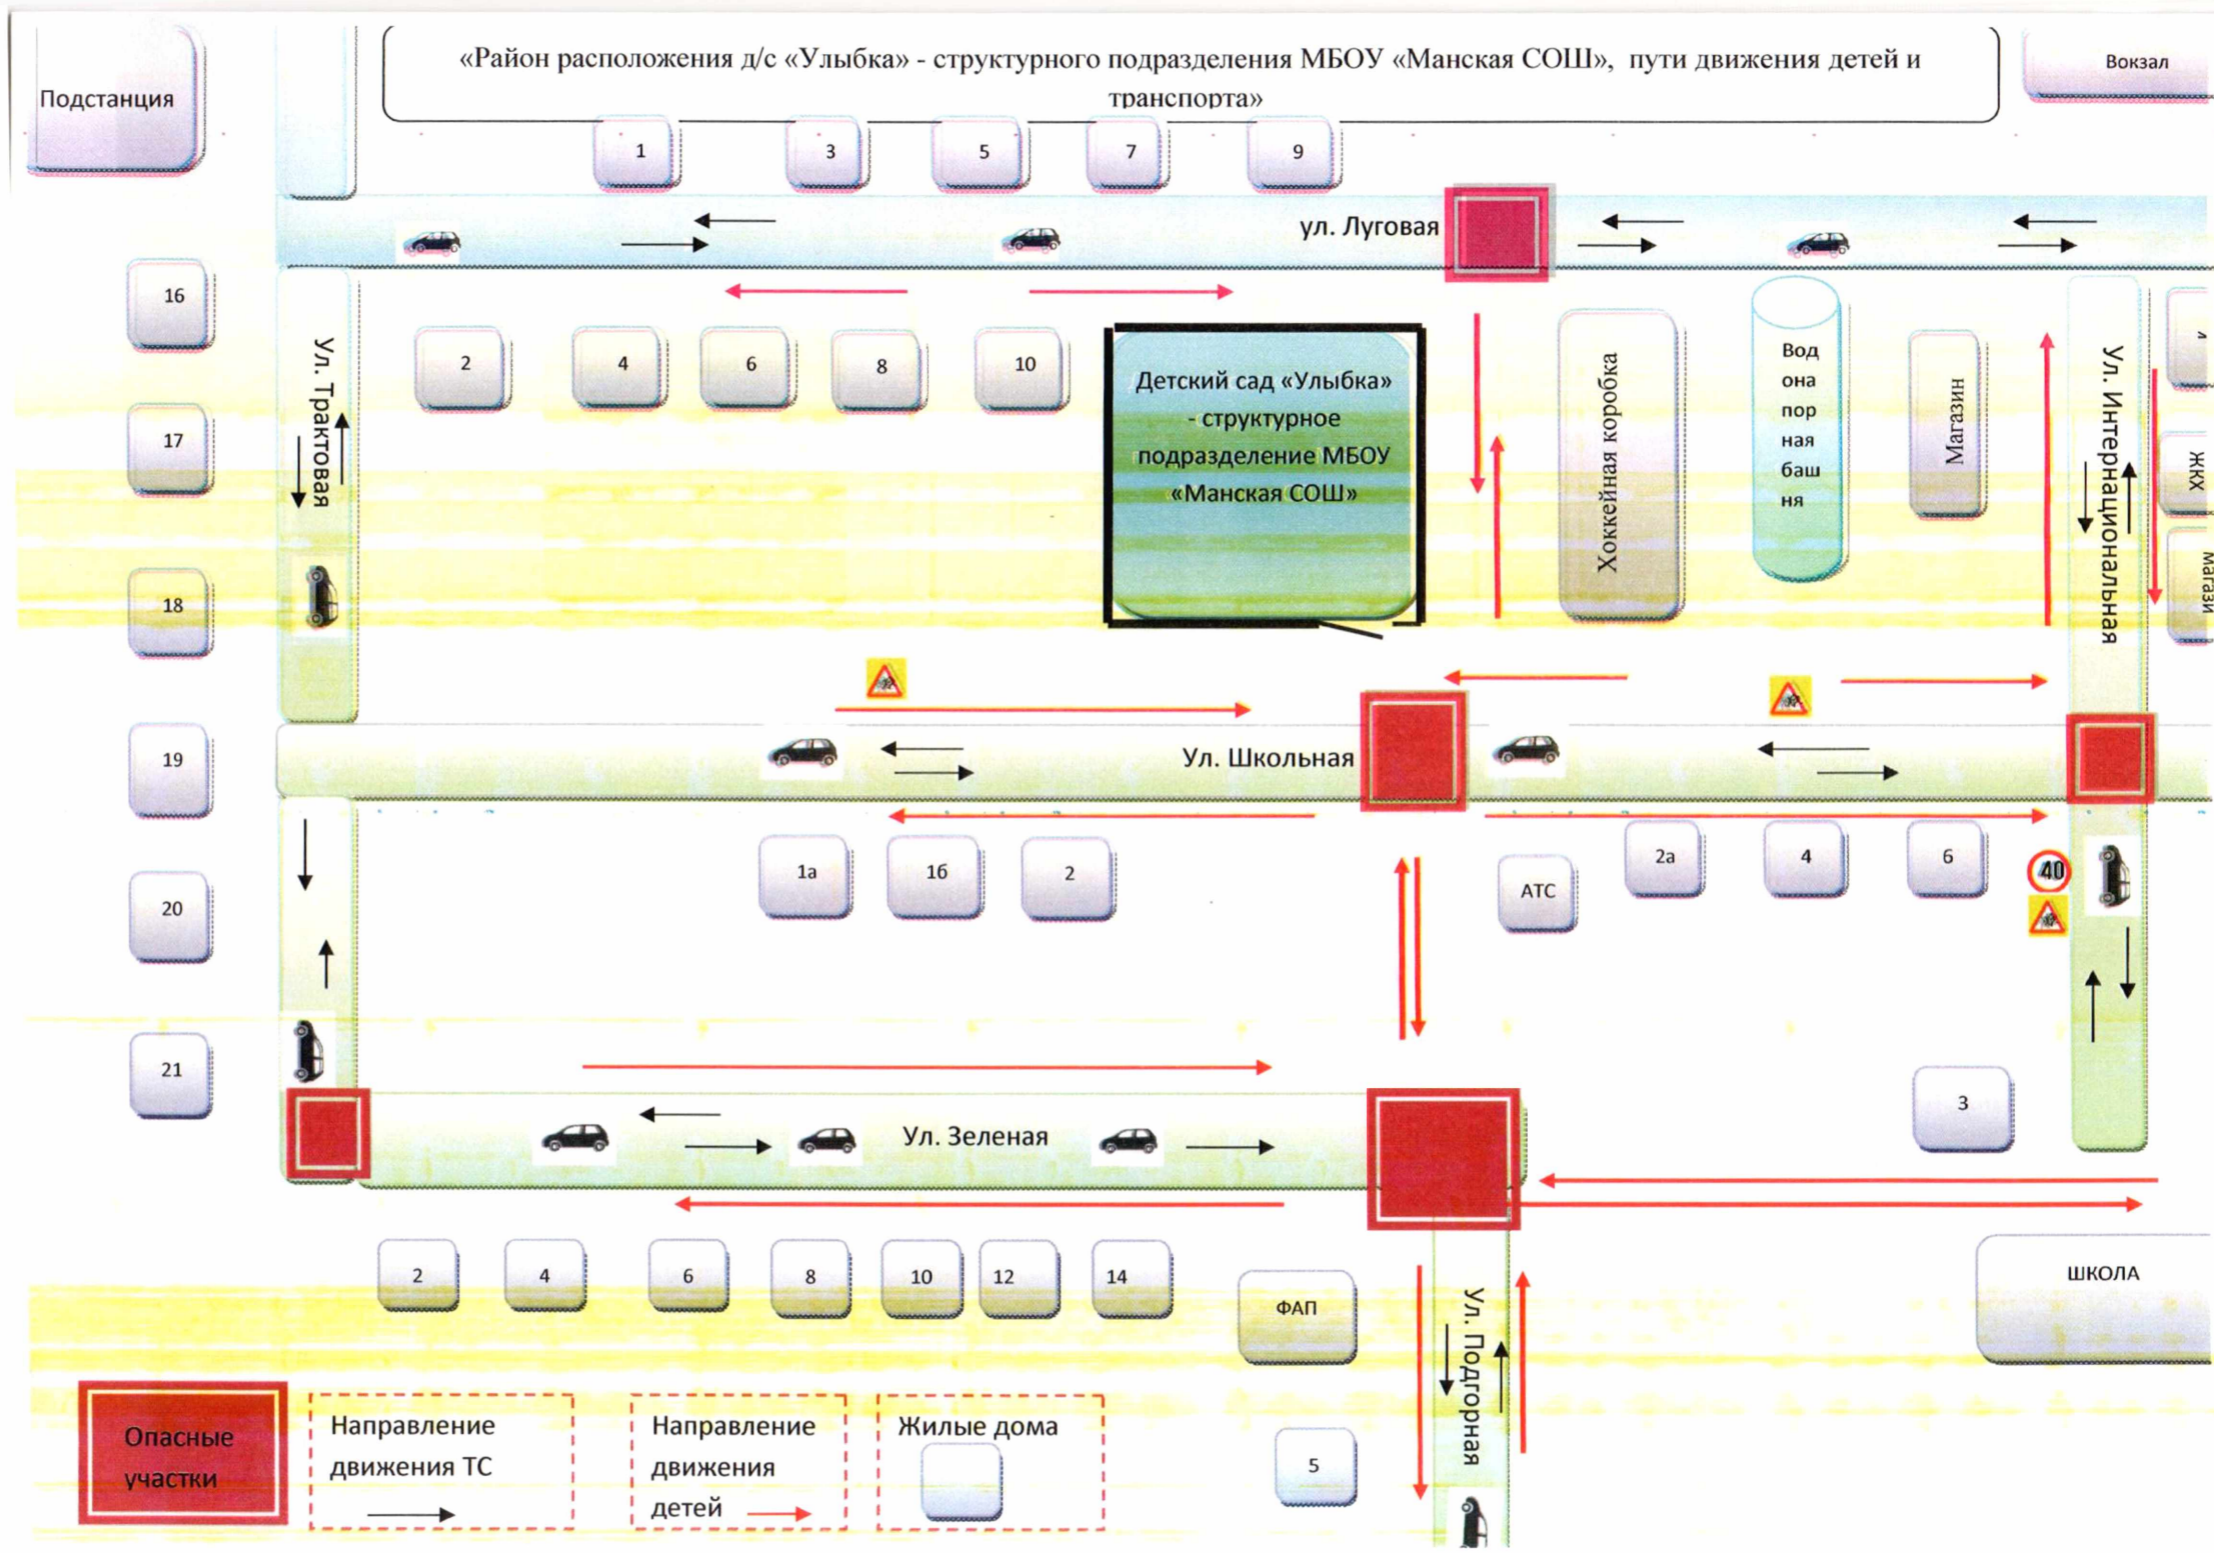 «Район расположения д/с «Улыбка» - структурного подразделения МБОУ «Манская СОШ», пути движения детей и
транспорта»
Вокзал
Подстанция
1
3
5
7
9
ул. Луговая
16
17
18
19
20
21
Ул. Трактовая
2
4
6
8
10
Детский сад «Улыбка»
- структурное
подразделение МБОУ
«Манская СОШ»
Хоккейная коробка
Вод
она
пор
ная
баш
ня
Магазин
Ул. Интернациональная
ЖКХ
магази
Ул. Школьная
1а
1б
2
АТС
2а
4
6
40
3
Ул. Зеленая
2
4
6
8
10
12
14
ФАП
Ул. Подгорная
ШКОЛА
5
Опасные
участки
Направление
движения ТС
Направление
движения
детей
Жилые дома